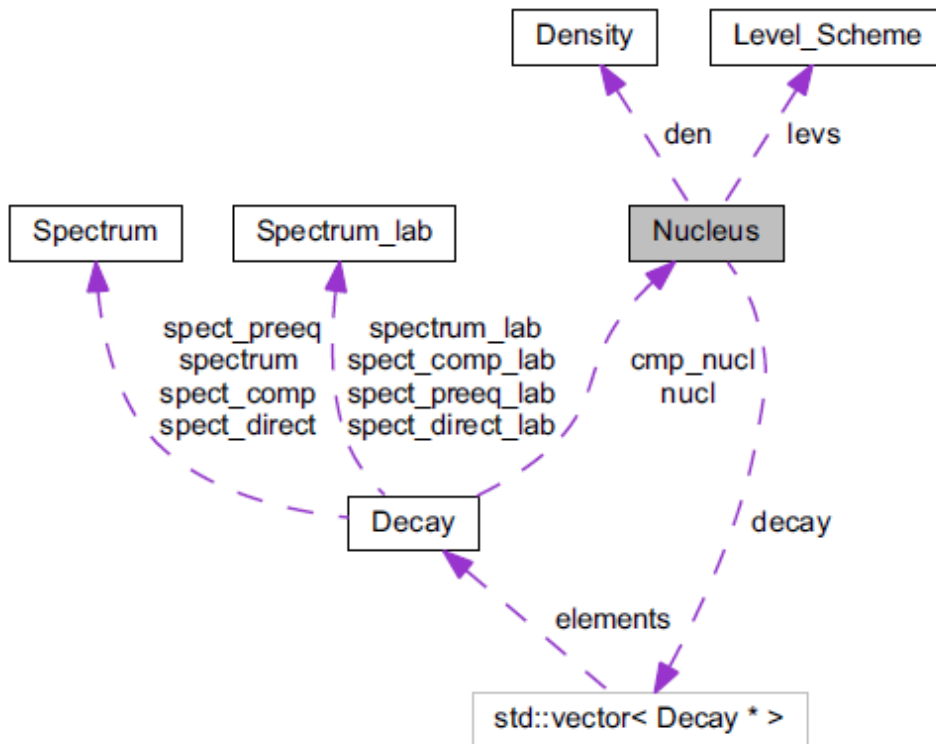 Density
Level_Scheme
den
levs
Spectrum
Spectrum_lab
Nucleus
spect_preeq
spectrum
spect_comp
spect_direct
spectrum_lab
spect_comp_lab
spect_preeq_lab
spect_direct_lab
cmp_nucl
nucl
Decay
decay
elements
std::vector< Decay * >